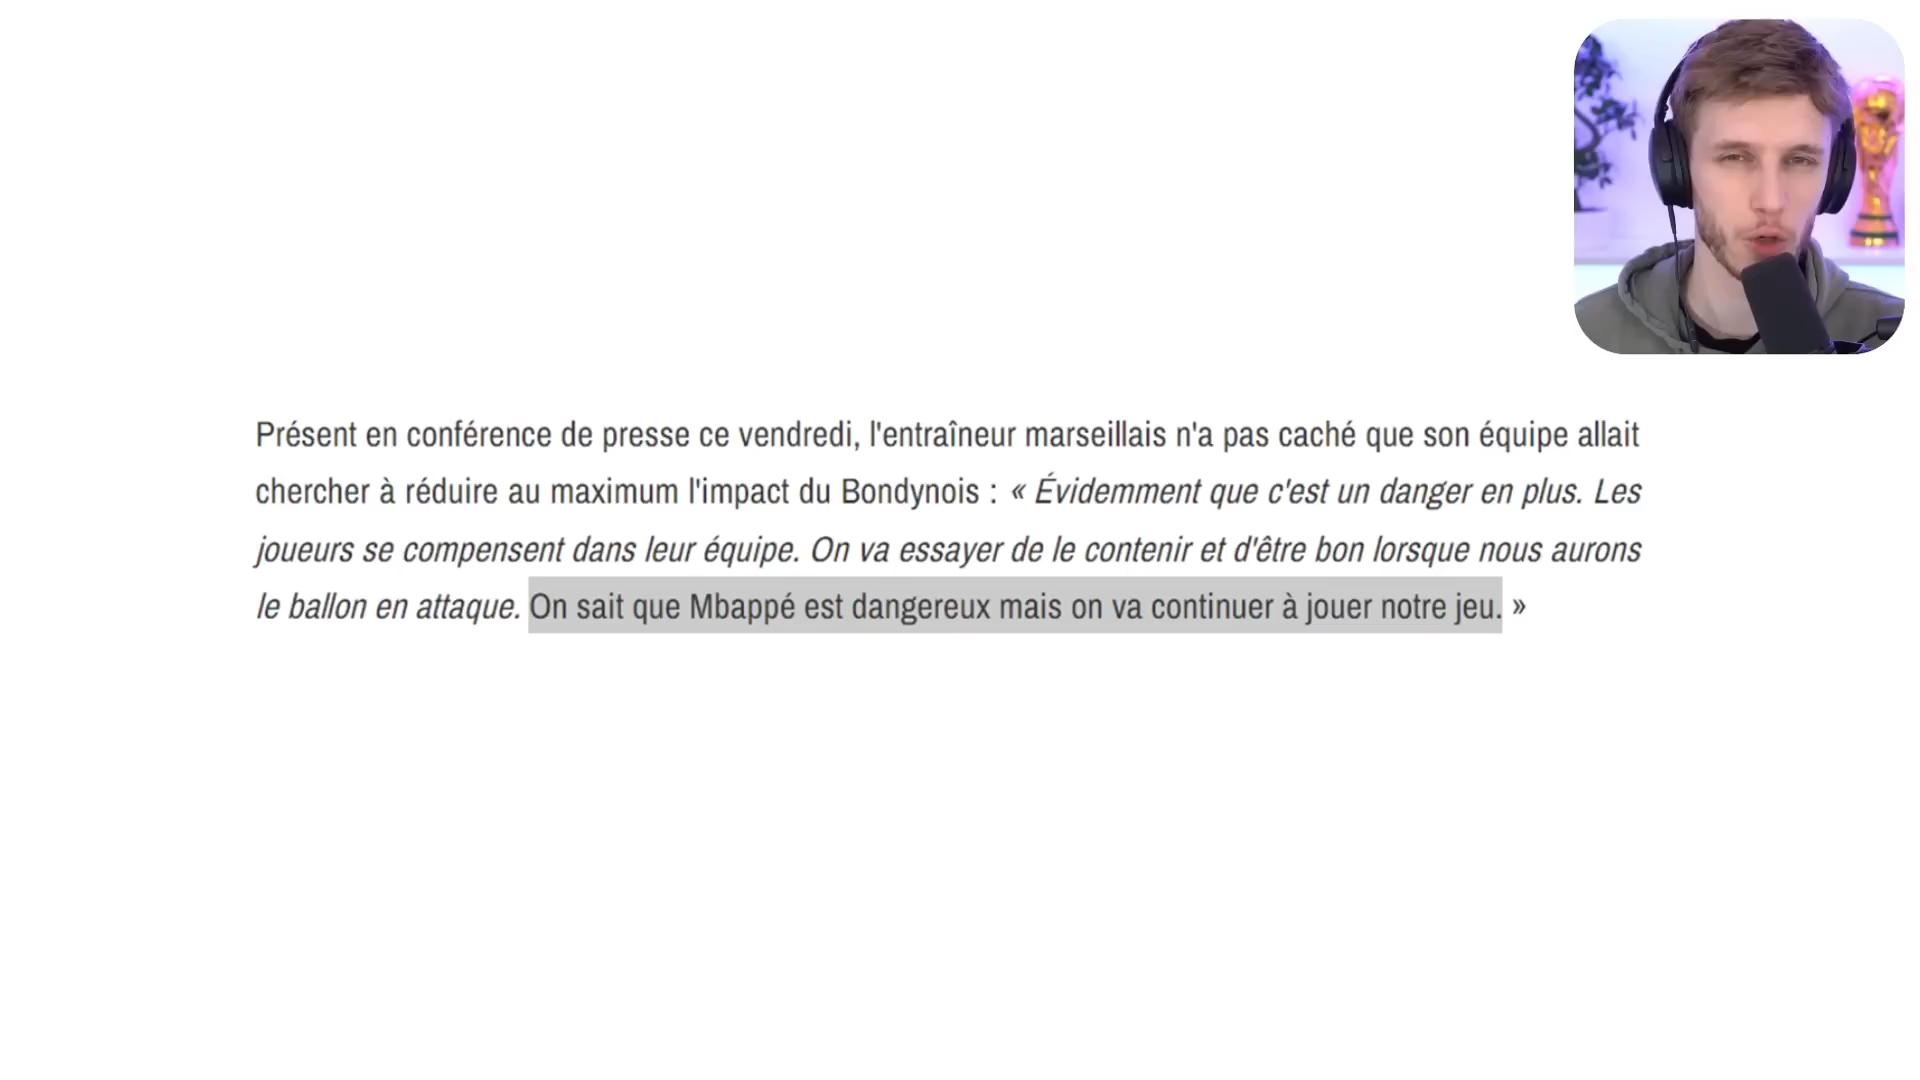 Présent en conférence de presse ce vendredi, l'entraîneur marseillais n'a pas caché que son équipe allait
chercher à réduire au maximum l'impact du Bondynois : « Évidemment que c'est un danger en plus. Les
joueurs se compensent dans leur équipe. On va essayer de le contenir et d'être bon lorsque nous aurons
le ballon en attaque. On sait que Mbappé est dangereux mais on va continuer à jouer notre jeu. »